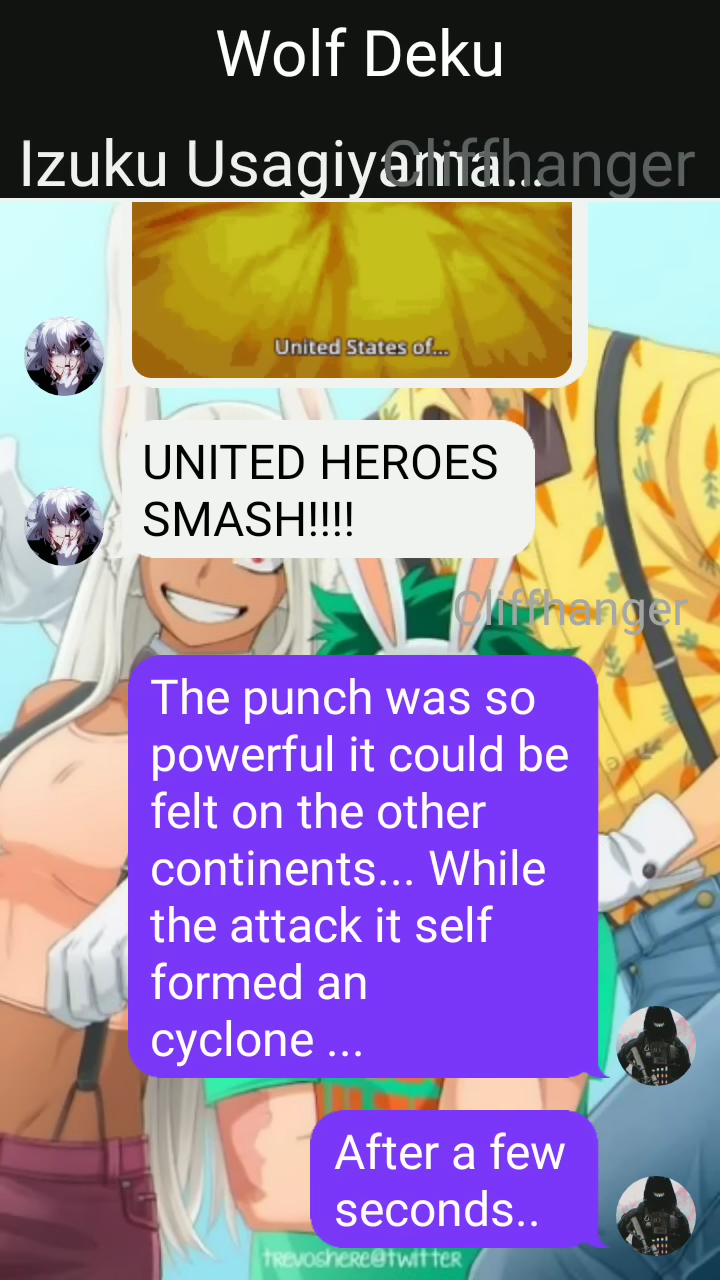 Wolf Deku
Izuku Usagiyama...
Cliffhanger
United States of...
UNITED HEROES
SMASH!!!!
Cliffhanger
The punch was so
powerful it could be
felt on the other
continents... While
the attack it self
formed an
cyclone ...
After a few
seconds..
trevoshere@twitter